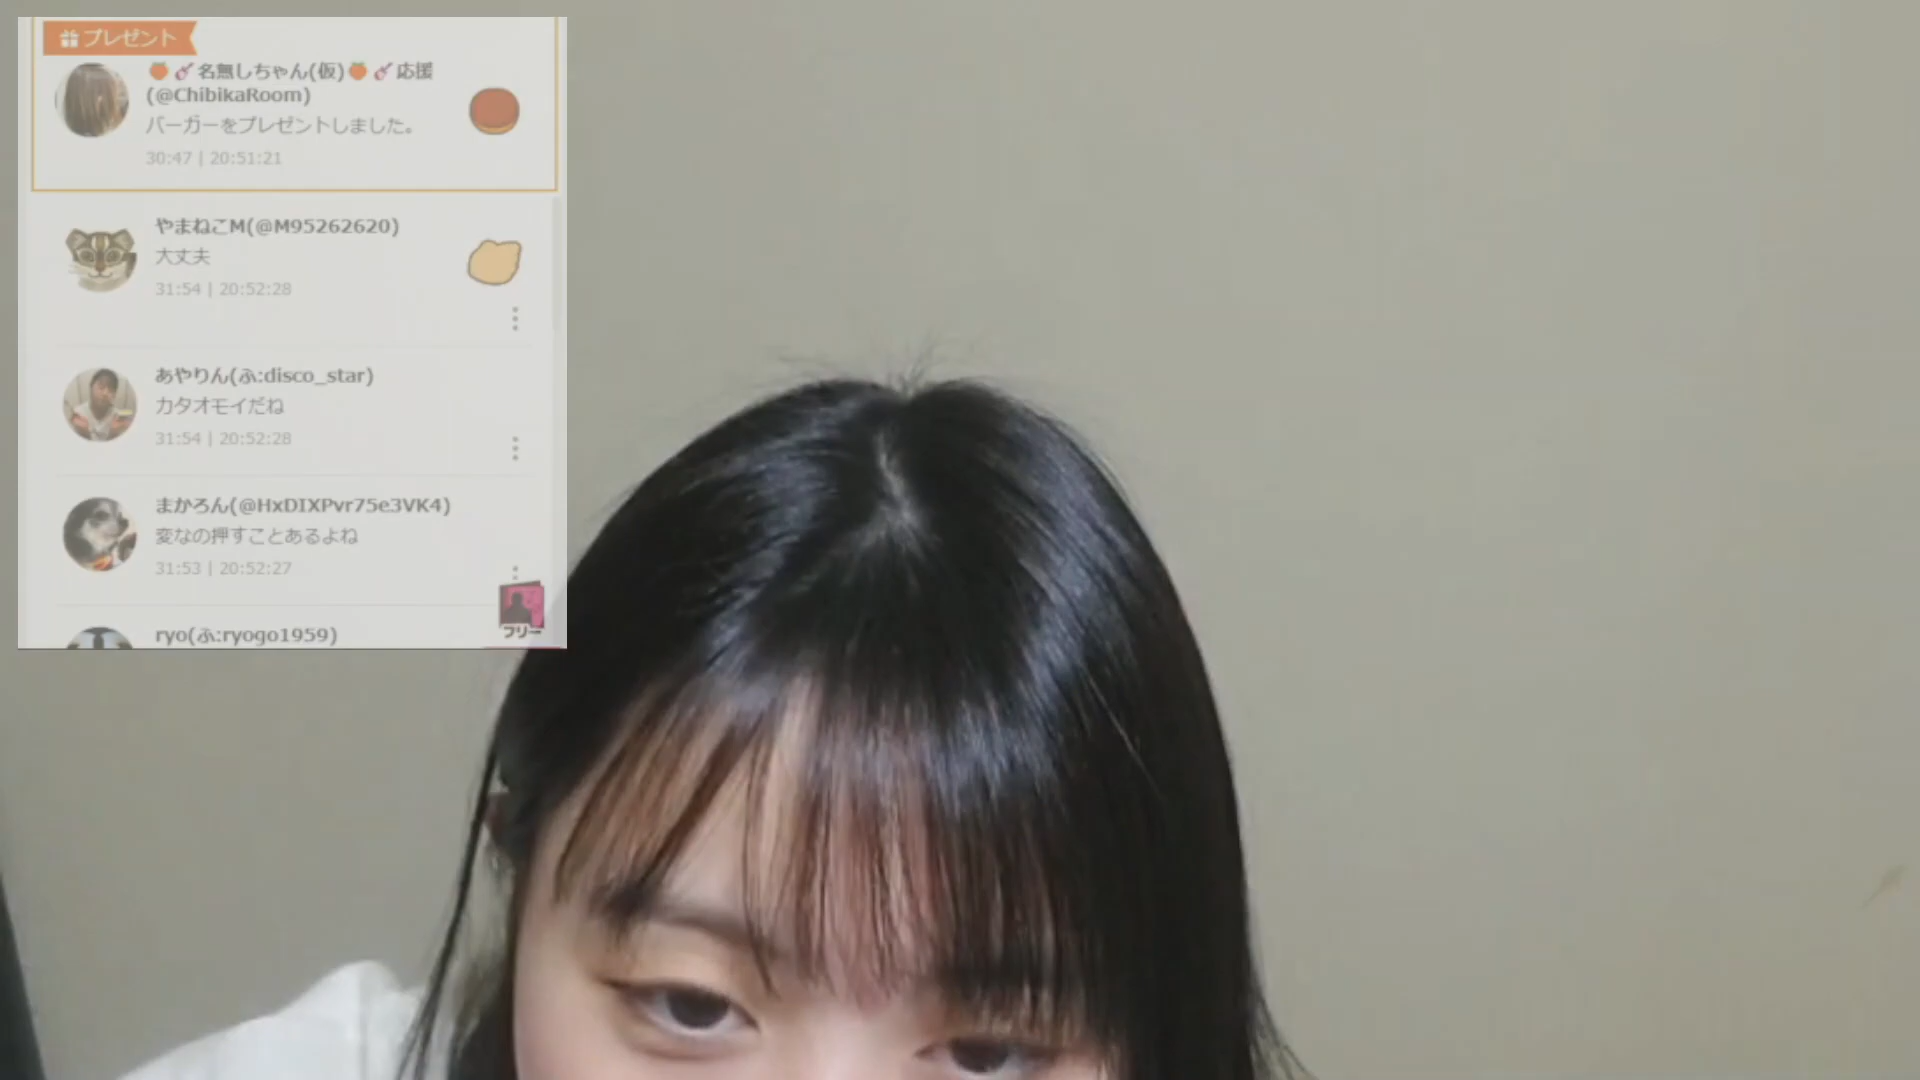 プレゼント
名無しちゃん(仮)応援
(@ChibikaRoom)
バーガーをプレゼントしました。
30:47 | 20:51:21
やまねこM(@M95262620)
大丈夫
31:54 | 20:52:28
あやりん(ふ:disco_star)
カタオモイだね
31:54 | 20:52:28
まかろん(@HxDIXPvr75e3VK4)
変なの押すことあるよね
31:53 | 20:52:27
フリー
ryo(ふ:ryogo1959)